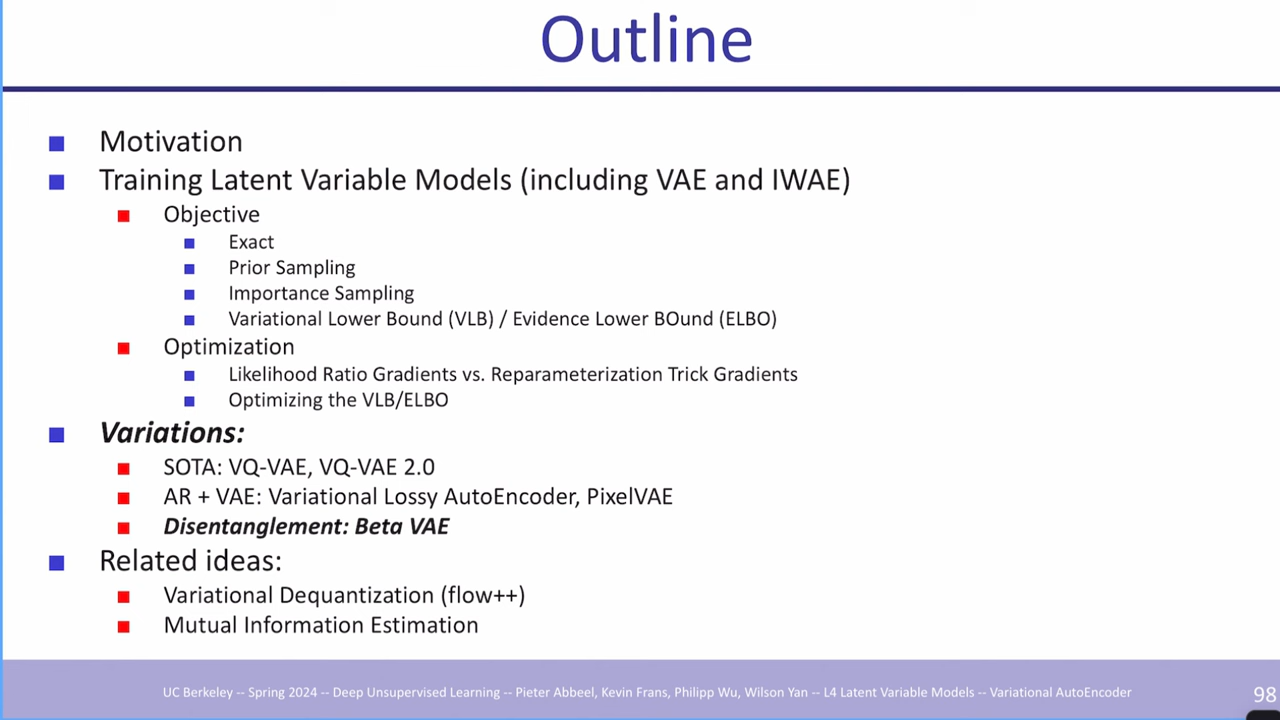 Outline
Motivation
Training Latent Variable Models (including VAE and IWAE)
Objective
Exact
Prior Sampling
Importance Sampling
Variational Lower Bound (VLB) / Evidence Lower BOund (ELBO)
Optimization
Likelihood Ratio Gradients vs. Reparameterization Trick Gradients
Optimizing the VLB/ELBO
Variations:
SOTA: VQ-VAE, VQ-VAE 2.0
AR + VAE: Variational Lossy AutoEncoder, PixelVAE
Disentanglement: Beta VAE
Related ideas:
Variational Dequantization (flow++)
Mutual Information Estimation
UC Berkeley -- Spring 2024 -- Deep Unsupervised Learning -- Pieter Abbeel, Kevin Frans, Philipp Wu, Wilson Yan -- L4 Latent Variable Models -- Variational AutoEncoder
98